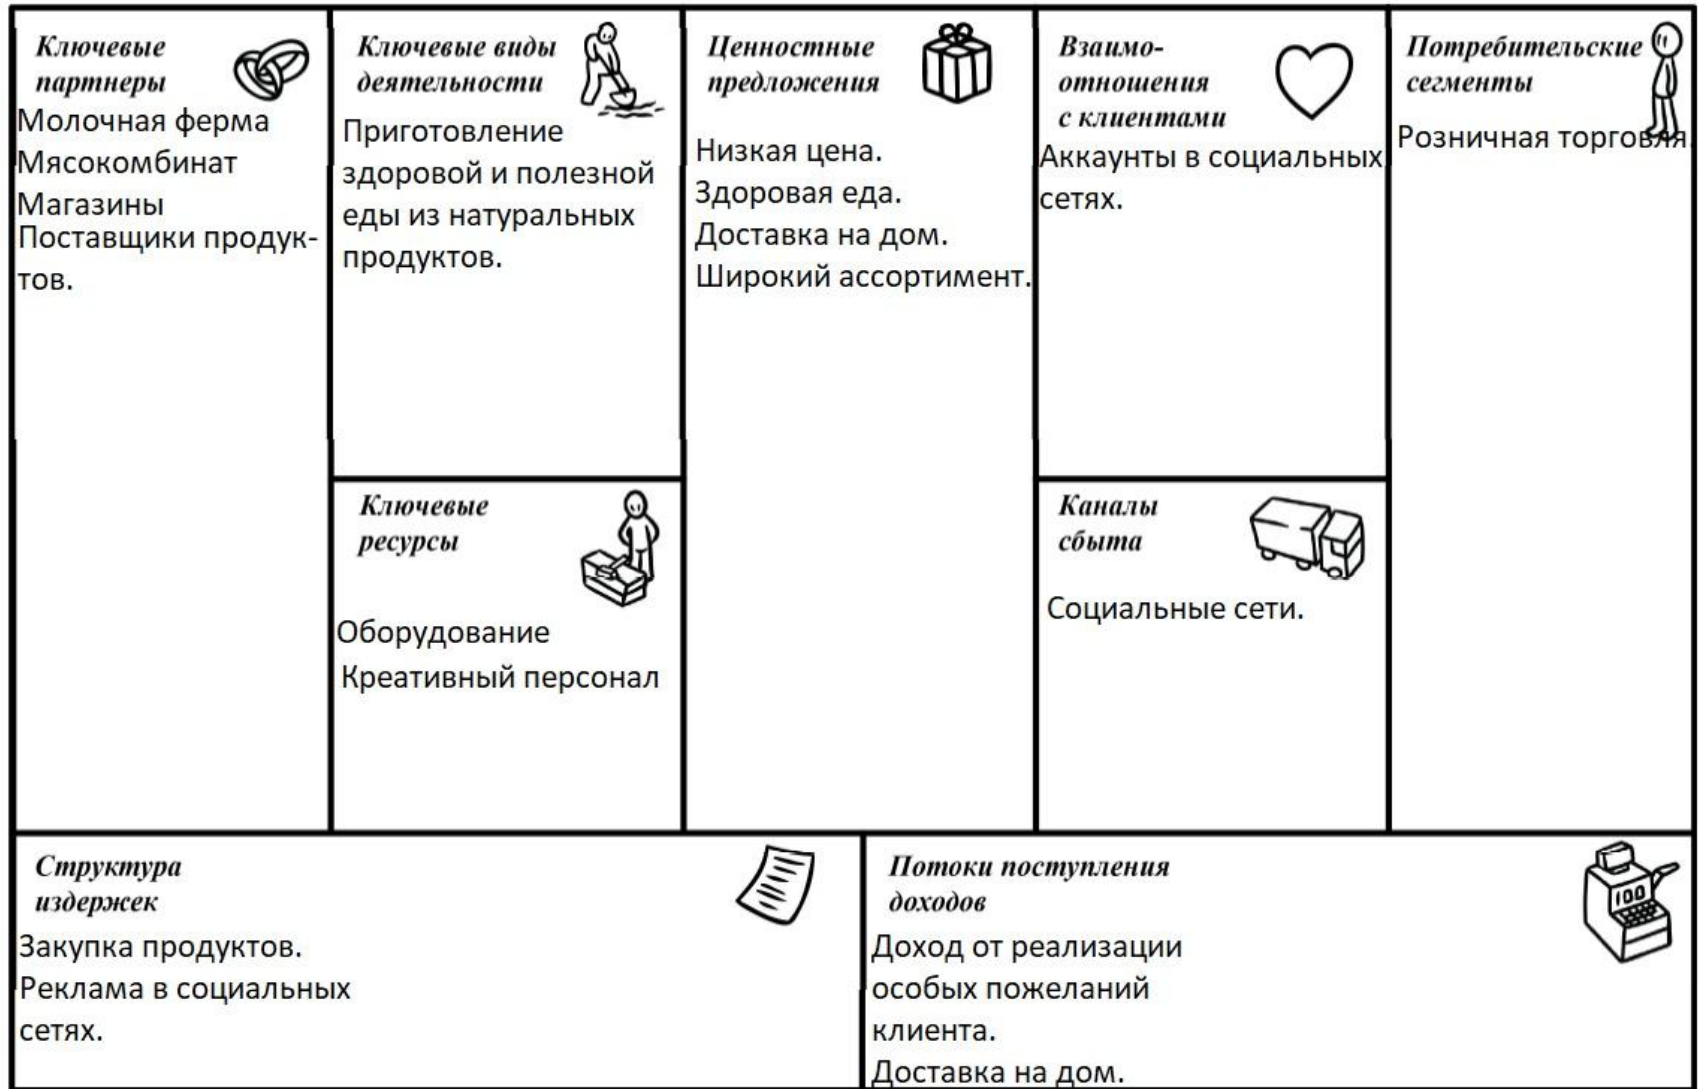 Ключевые
партнеры
Молочная ферма
Мясокомбинат
Магазины
Поставщики продук-
тов.
Ключевые виды
деятельности
Приготовление
здоровой и полезной
еды из натуральных
продуктов.
Ключевые
ресурсы
Оборудование
Креативный персонал
Ценностные
предложения
Низкая цена.
Здоровая еда.
Доставка на дом.
Широкий ассортимент.
Взаимо-
отношения
с клиентами
Аккаунты в социальных
сетях.
Каналы
сбыта
Социальные сети.
Потребительские
сегменты
Розничная торговля.
Структура
издержек
Закупка продуктов.
Реклама в социальных
сетях.
Потоки поступления
доходов
100
Доход от реализации
особых пожеланий
клиента.
Доставка на дом.